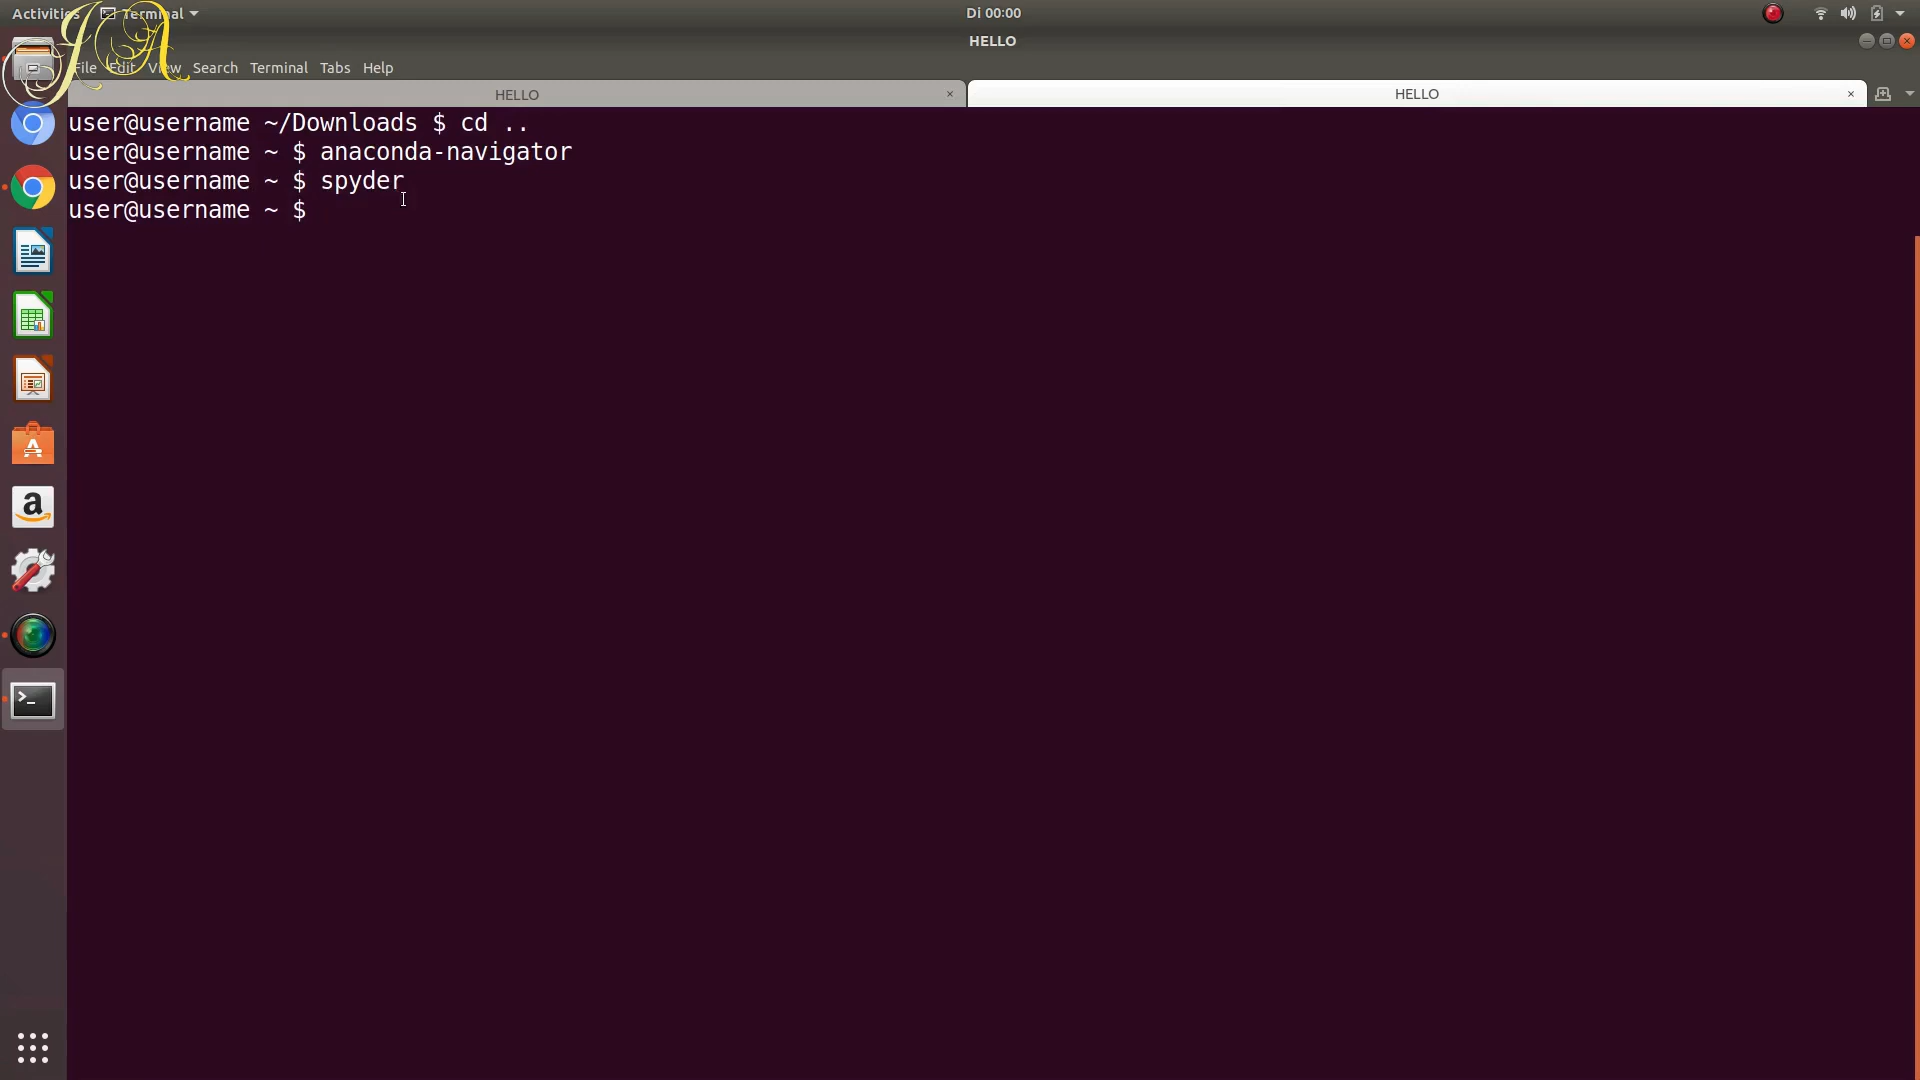 Activities Terminal Di 00:00
HELLO
File Edit View Search Terminal Tabs Help
HELLO × HELLO ×
user@username ~/Downloads $ cd ..
user@username ~ $ anaconda-navigator
user@username ~ $ spyder
user@username ~ $